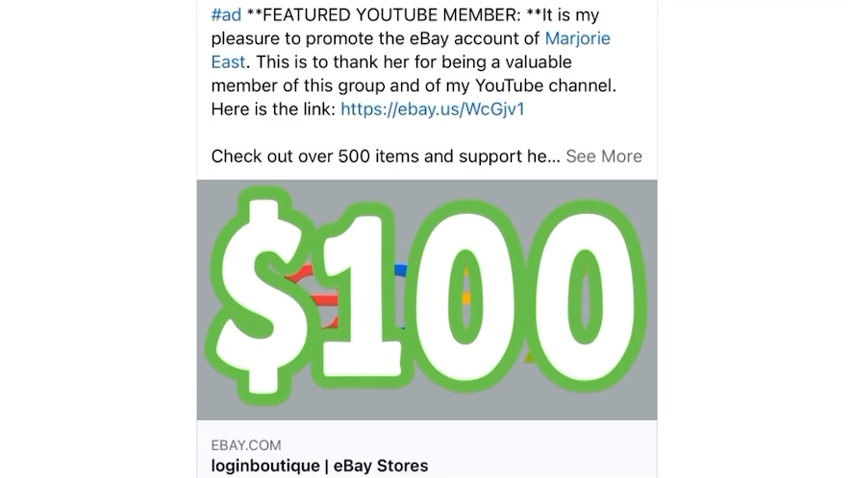 #ad **FEATURED YOUTUBE MEMBER: **It is my
pleasure to promote the eBay account of Marjorie
East. This is to thank her for being a valuable
member of this group and of my YouTube channel.
Here is the link: https://ebay.us/WcGjv1
Check out over 500 items and support he... See More
$100
EBAY.COM
loginboutique | eBay Stores